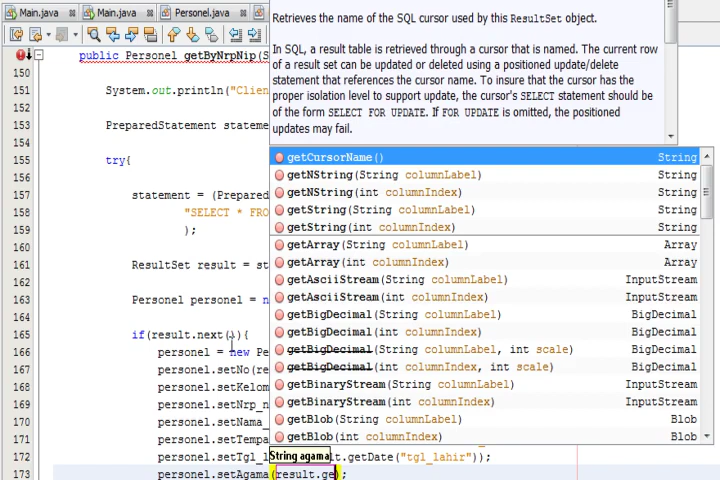 Main.java
Main.java
Personel.java
Retrieves the name of the SQL cursor used by this ResultSet object.
In SQL, a result table is retrieved through a cursor that is named. The current row
of a result set can be updated or deleted using a positioned update/delete
statement that references the cursor name. To insure that the cursor has the
proper isolation level to support update, the cursor's SELECT statement should be
of the form SELECT FOR UPDATE. If FOR UPDATE is omitted, the positioned
updates may fail.
public Personel getByNrpNip(S
150
151 System.out.println("Clien
152
153 PreparedStatement stateme
154
155 try{
156
157 statement = (Prepared
158 "SELECT * FRO
159 );
160
161 ResultSet result = st
162
163 Personel personel = n
164
165 if(result.next()){
166 personel = new Pe
167 personel.setNo(re
168 personel.setKelom
169 personel.setNrp_n
170 personel.setNama_
171 personel.setTempa
172 personel.setTgl_l
lt.getDate("tgl_lahir"));
173 personel.setAgama(result.ge);
getCursorName() String
getNString(String columnLabel) String
getNString(int columnIndex) String
getString(String columnLabel) String
getString(int columnIndex) String
getArray(String columnLabel) Array
getArray(int columnIndex) Array
getAsciiStream(String columnLabel) InputStream
getAsciiStream(int columnIndex) InputStream
getBigDecimal(String columnLabel) BigDecimal
getBigDecimal(int columnIndex) BigDecimal
getBigDecimal(String columnLabel, int scale) BigDecimal
getBigDecimal(int columnIndex, int scale) BigDecimal
getBinaryStream(String columnLabel) InputStream
getBinaryStream(int columnIndex) InputStream
getBlob(String columnLabel) Blob
getBlob(int columnIndex) Blob
String agama